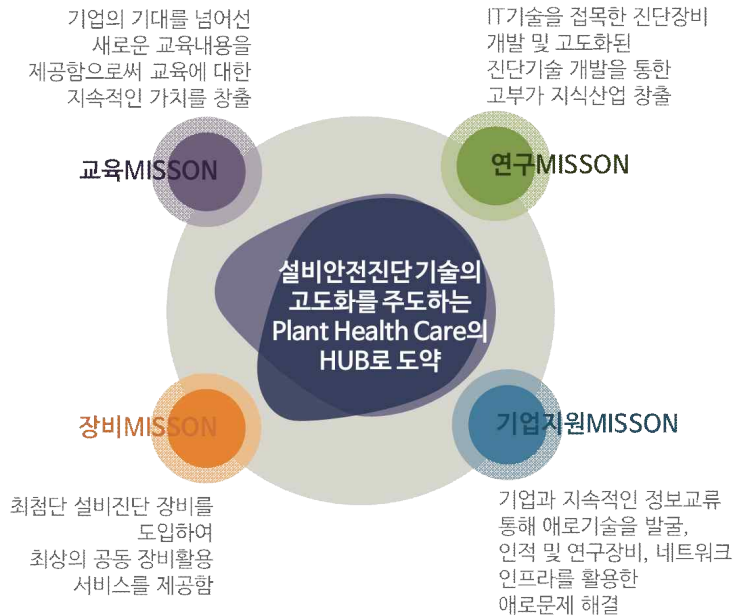 기업의 기대를 넘어선
새로운 교육내용을
제공함으로써 교육에 대한
지속적인 가치를 창출
교육MISSON
IT기술을 접목한 진단장비
개발 및 고도화된
진단기술 개발을 통한
고부가 지식산업 창출
연구MISSON
설비안전진단 기술의
고도화를 주도하는
Plant Health Care의
HUB로 도약
장비MISSON
최첨단 설비진단 장비를
도입하여
최상의 공동 장비활용
서비스를 제공함
기업지원MISSON
기업과 지속적인 정보교류
통해 애로기술을 발굴,
인적 및 연구장비, 네트워크
인프라를 활용한
애로문제 해결